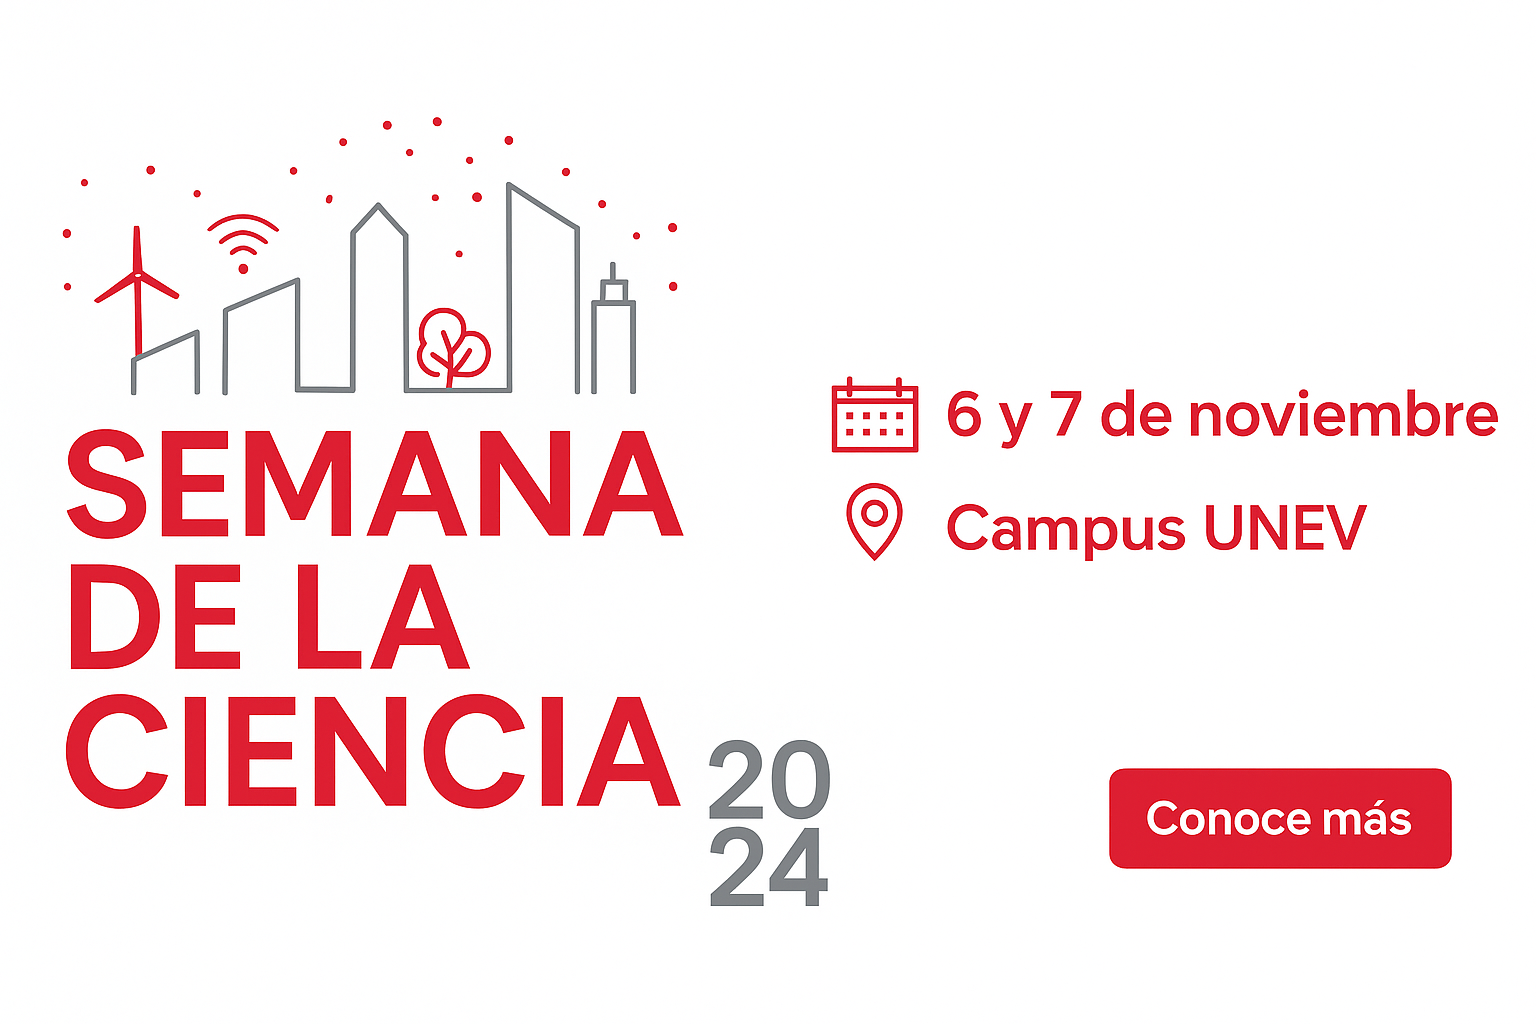 SEMANA
DE LA
CIENCIA
20
24
6 y 7 de noviembre
Campus UNEV
Conoce más